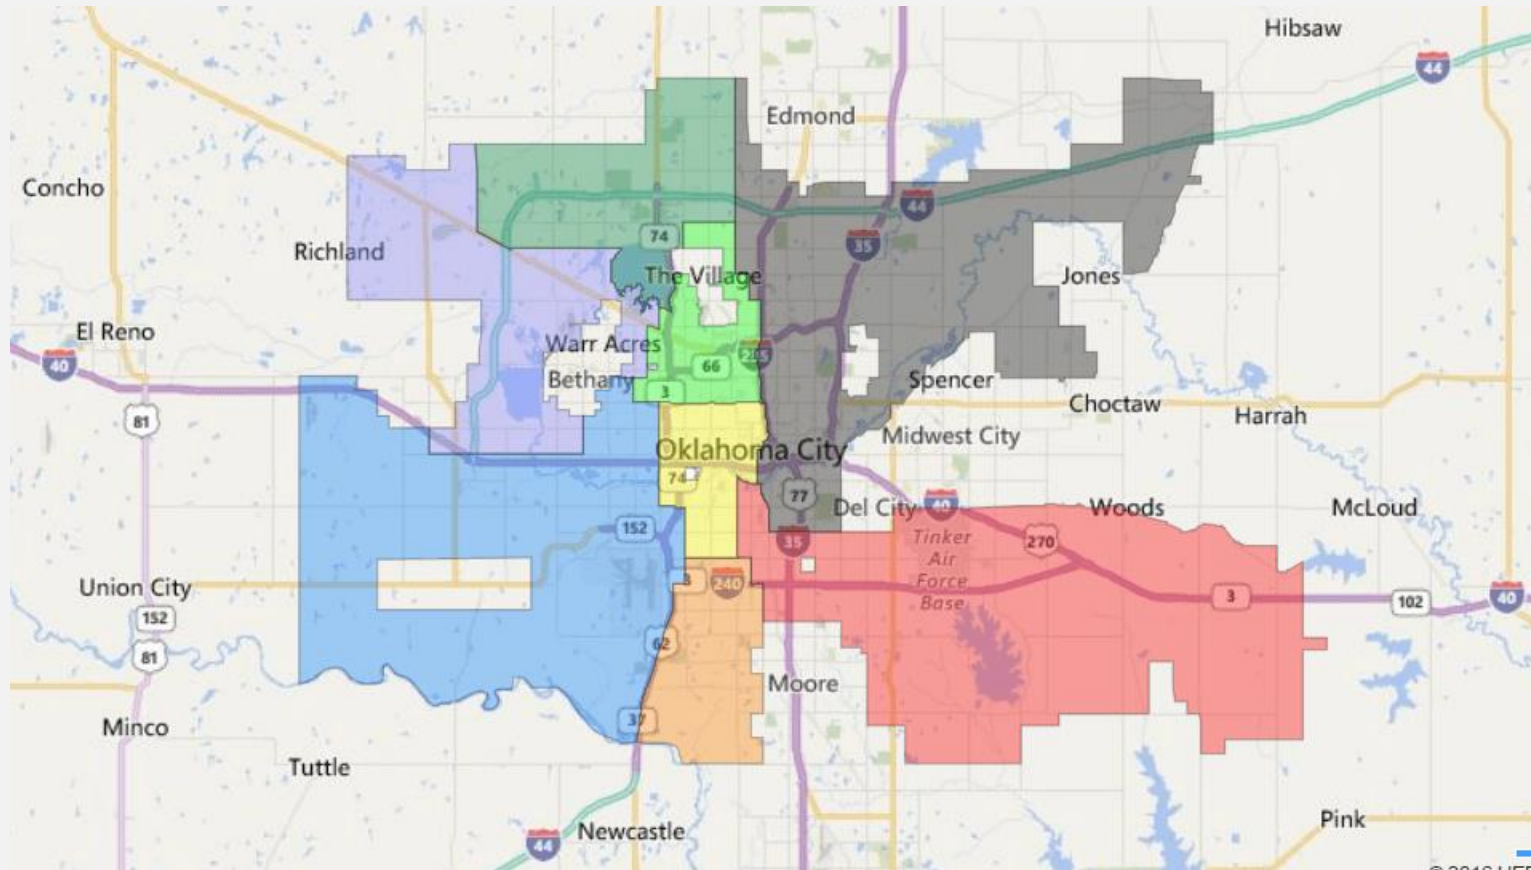 Hibsaw
44
Edmond
Concho
44
74
35
Richland
The Village
Jones
El Reno
Warr Acres
40
66
Bethany
Spencer
3
Choctaw
81
Harrah
Midwest City
Oklahoma City
74
77
Del City
40
Woods
McLoud
152
35
270
Tinker
Air
Force
Base
240
Union City
3
102
40
152
62
81
Moore
37
Minco
Tuttle
Pink
Newcastle
44